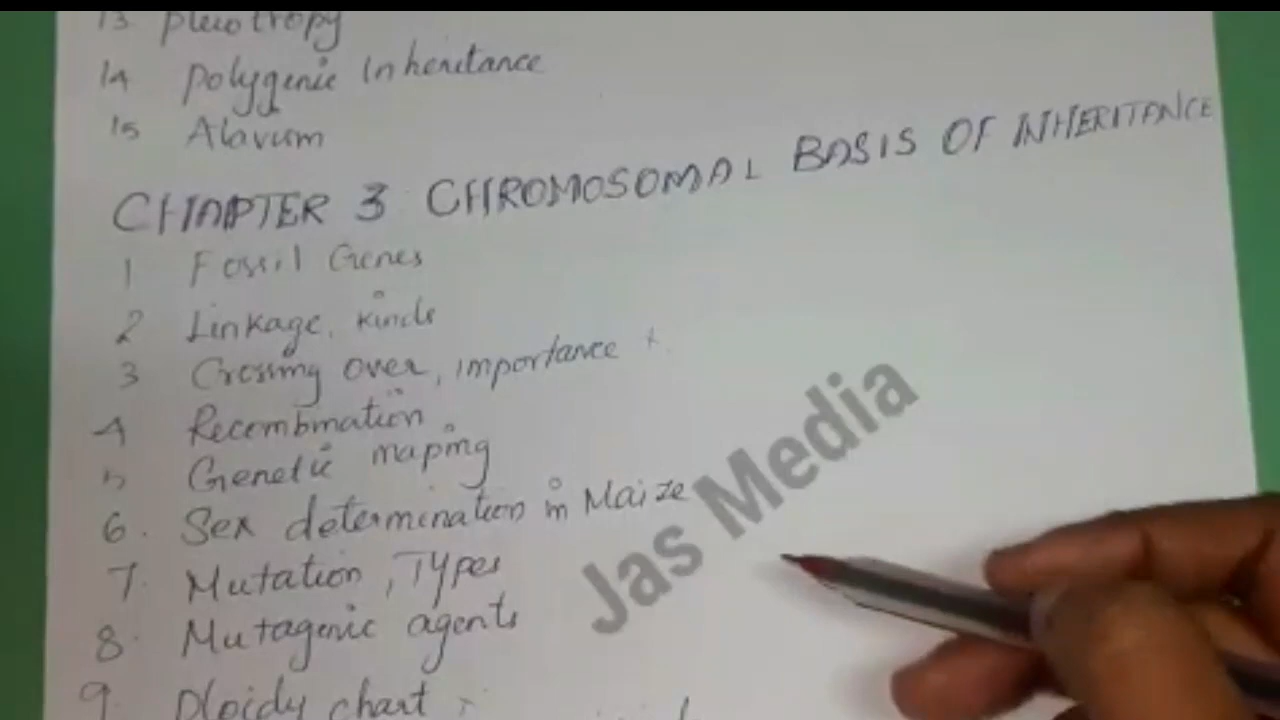 13 pleiotropy
14 polygenic Inheritance
15 Atavism
CHAPTER 3 CHROMOSOMAL BASIS OF INHERITANCE
1 Fossil Genes
2 Linkage, kinds
3 Crossing over, importance +
4 Recombination
5 Genetic maping
6. Sex determination in Maize
7. Mutation, Types
8. Mutagenic agents
9. Ploidy chart
Jas Media